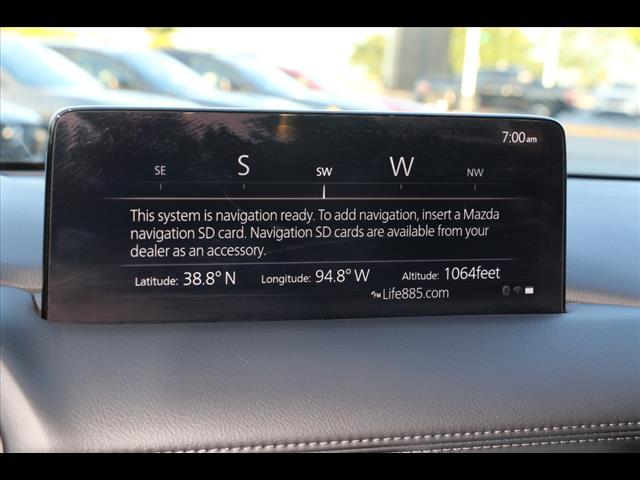 7:00am
SE S SW W NW
This system is navigation ready. To add navigation, insert a Mazda
navigation SD card. Navigation SD cards are available from your
dealer as an accessory.
Latitude: 38.8° N Longitude: 94.8° W Altitude: 1064feet
FM Life885.com